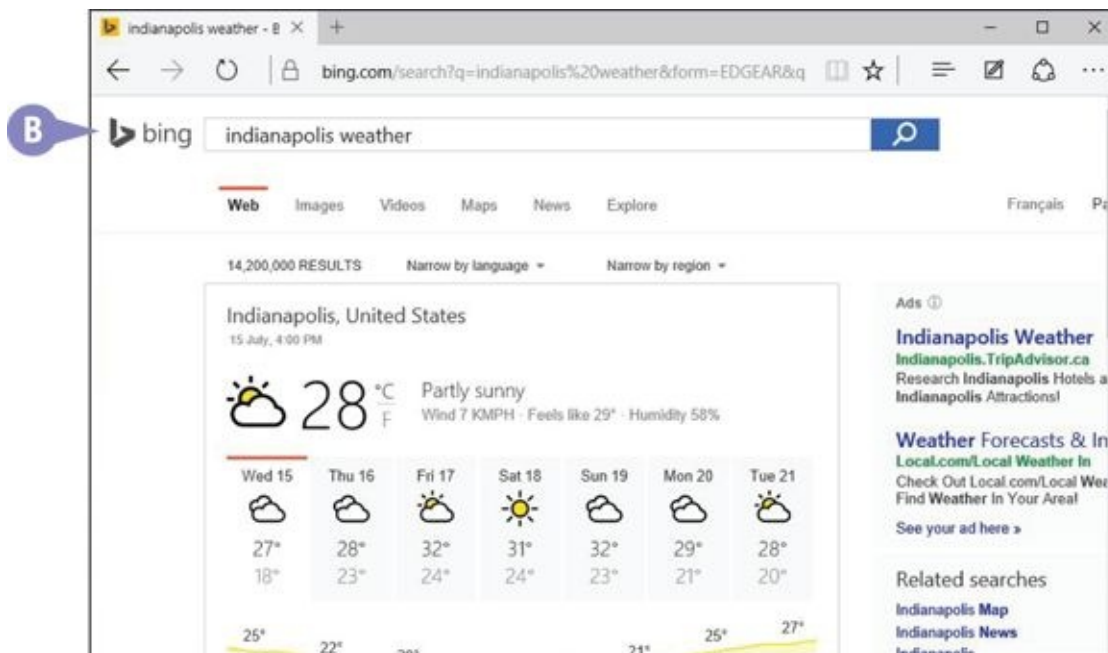 indianapolis weather - B
bing.com/search?q=indianapolis%20weather&form=EDGEAR&q
B
bing
indianapolis weather
Web Images Videos Maps News Explore Français
14,200,000 RESULTS Narrow by language Narrow by region
Indianapolis, United States
15 July, 4:00 PM
28 °C F
Partly sunny
Wind 7 KMPH · Feels like 29° · Humidity 58%
Wed 15 Thu 16 Fri 17 Sat 18 Sun 19 Mon 20 Tue 21
27° 28° 32° 31° 32° 29° 28°
18° 23° 24° 24° 23° 21° 20°
25° 22° 21° 25° 27°
Ads
Indianapolis Weather
Indianapolis.TripAdvisor.ca
Research Indianapolis Hotels a
Indianapolis Attractions!
Weather Forecasts & In
Local.com/Local Weather In
Check Out Local.com/Local Wea
Find Weather In Your Area!
See your ad here »
Related searches
Indianapolis Map
Indianapolis News